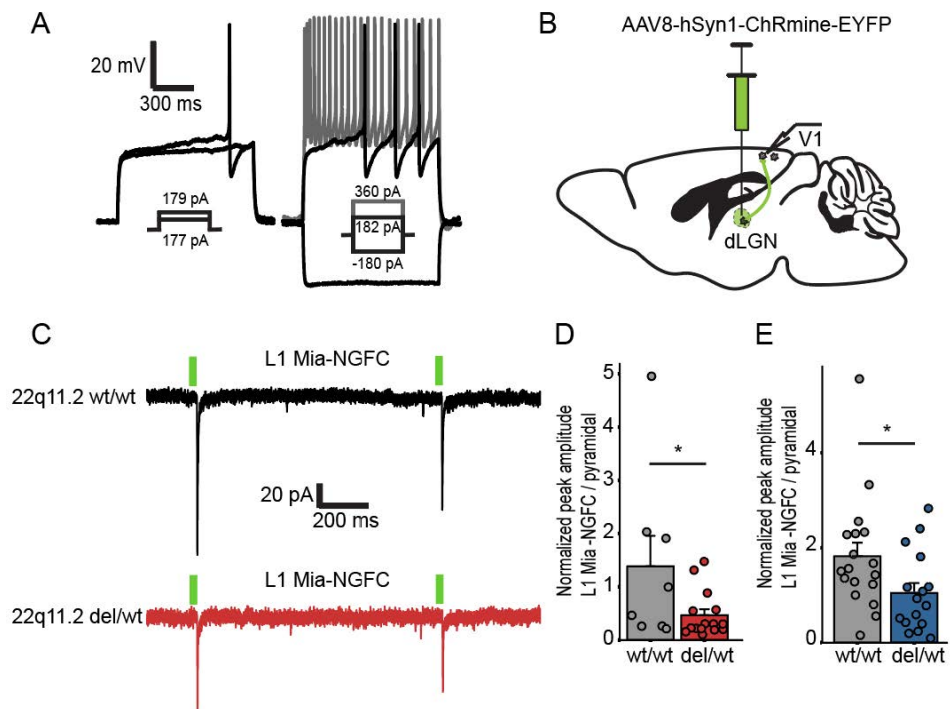 A
20 mV
300 ms
179 pA
177 pA
360 pA
182 pA
-180 pA
B
AAV8-hSyn1-ChRmine-EYFP
V1
dLGN
C
L1 Mia-NGFC
22q11.2 wt/wt
20 pA
200 ms
L1 Mia-NGFC
22q11.2 del/wt
D
Normalized peak amplitude
L1 Mia -NGFC / pyramidal
5
4
3
2
1
0
*
wt/wt
del/wt
E
Normalized peak amplitude
L1 Mia -NGFC / pyramidal
4
2
0
*
wt/wt
del/wt